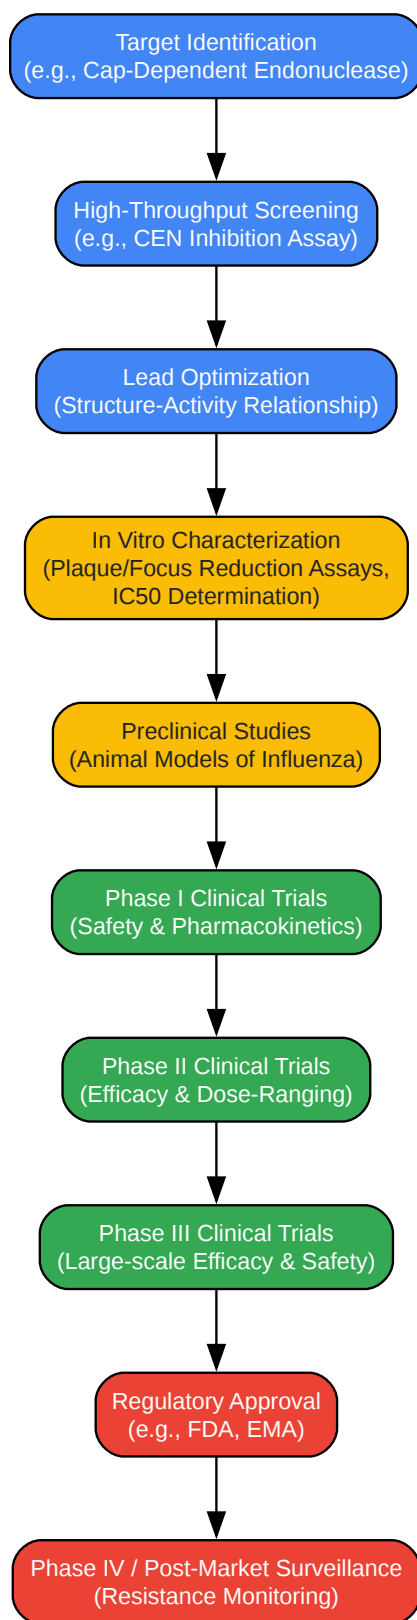 Target Identification
(e.g., Cap-Dependent Endonuclease)
High-Throughput Screening
(e.g., CEN Inhibition Assay)
Lead Optimization
(Structure-Activity Relationship)
In Vitro Characterization
(Plaque/Focus Reduction Assays,
IC50 Determination)
Preclinical Studies
(Animal Models of Influenza)
Phase I Clinical Trials
(Safety & Pharmacokinetics)
Phase II Clinical Trials
(Efficacy & Dose-Ranging)
Phase III Clinical Trials
(Large-scale Efficacy & Safety)
Regulatory Approval
(e.g., FDA, EMA)
Phase IV / Post-Market Surveillance
(Resistance Monitoring)